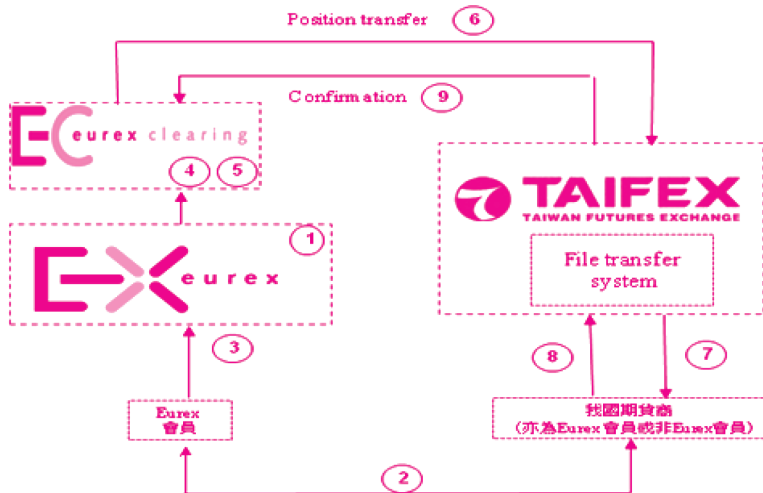 Position transfer 6
Confirmation 9
eurex clearing
4 5
TAIFEX
TAIWAN FUTURES EXCHANGE
1
eurex
File transfer
system
3
8
7
Eurex
會員
我國期貨商
(亦為Eurex會員或非Eurex會員)
2